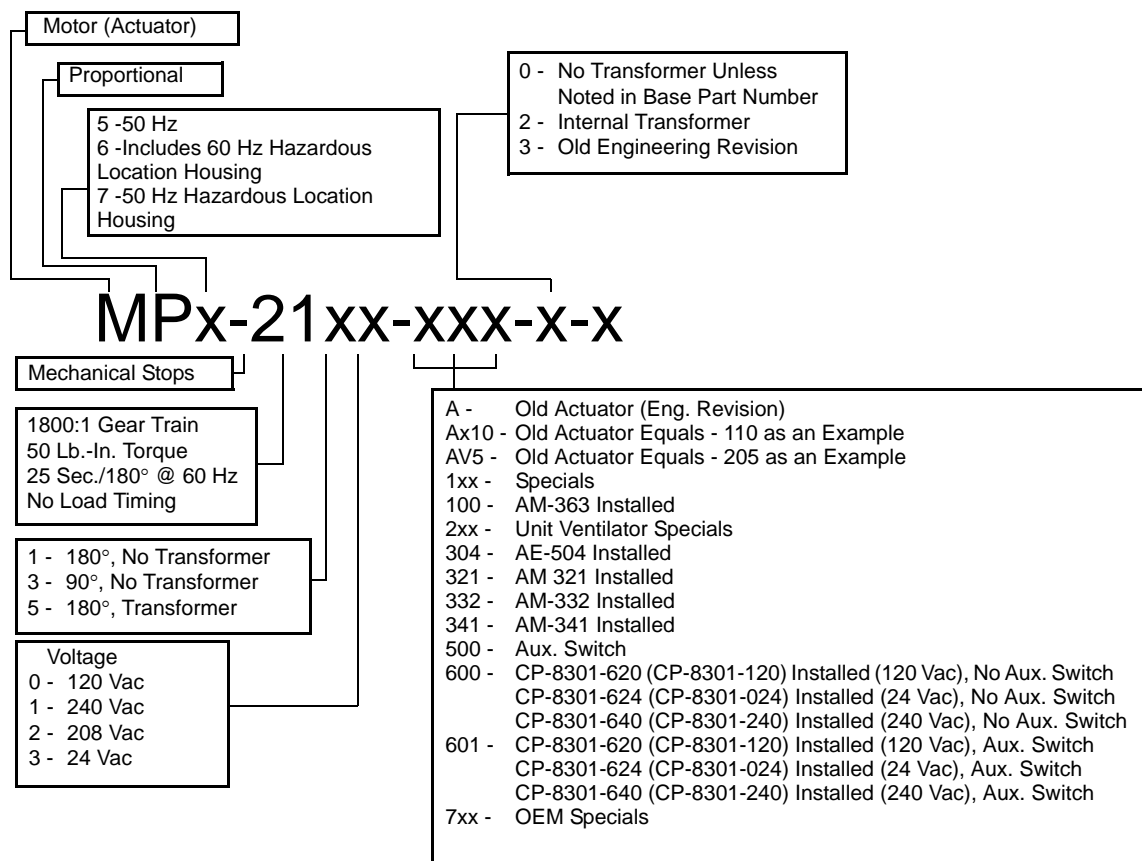 Motor (Actuator)
Proportional
5 -50 Hz
6 -Includes 60 Hz Hazardous
Location Housing
7 -50 Hz Hazardous Location
Housing
0 - No Transformer Unless
Noted in Base Part Number
2 - Internal Transformer
3 - Old Engineering Revision
MPx-21xx-xxx-x-x
Mechanical Stops
1800:1 Gear Train
50 Lb.-In. Torque
25 Sec./180° @ 60 Hz
No Load Timing
1 - 180°, No Transformer
3 - 90°, No Transformer
5 - 180°, Transformer
Voltage
0 - 120 Vac
1 - 240 Vac
2 - 208 Vac
3 - 24 Vac
A - Old Actuator (Eng. Revision)
Ax10 - Old Actuator Equals - 110 as an Example
AV5 - Old Actuator Equals - 205 as an Example
1xx - Specials
100 - AM-363 Installed
2xx - Unit Ventilator Specials
304 - AE-504 Installed
321 - AM 321 Installed
332 - AM-332 Installed
341 - AM-341 Installed
500 - Aux. Switch
600 - CP-8301-620 (CP-8301-120) Installed (120 Vac), No Aux. Switch
CP-8301-624 (CP-8301-024) Installed (24 Vac), No Aux. Switch
CP-8301-640 (CP-8301-240) Installed (240 Vac), No Aux. Switch
601 - CP-8301-620 (CP-8301-120) Installed (120 Vac), Aux. Switch
CP-8301-624 (CP-8301-024) Installed (24 Vac), Aux. Switch
CP-8301-640 (CP-8301-240) Installed (240 Vac), Aux. Switch
7xx - OEM Specials